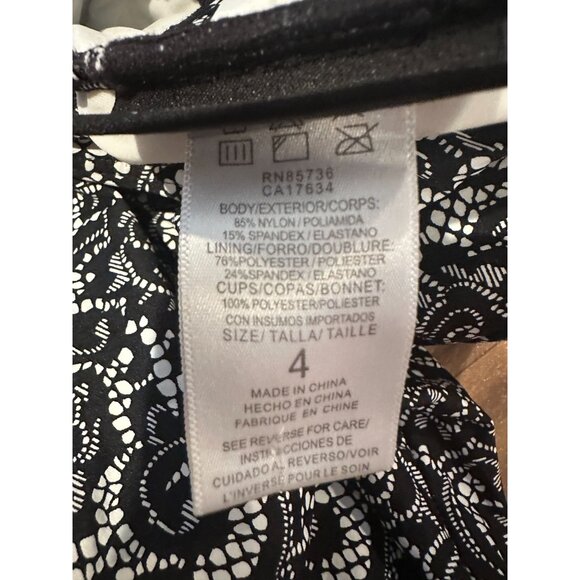 RN85736
CA17634
BODY/EXTERIOR/CORPS:
85% NYLON / POLIAMIDA
15% SPANDEX / ELASTANO
LINING/FORRO/DOUBLURE:
76%POLYESTER / POLIESTER
24%SPANDEX / ELASTANO
CUPS/COPAS/BONNET:
100%POLYESTER/POLIESTER
CON INSUMOS IMPORTADOS
SIZE/ TALLA/ TAILLE
4
MADE IN CHINA
HECHO EN CHINA
FABRIQUE EN CHINE
SEE REVERSE FOR CARE/
INSTRUCCIONES DE
CUIDADO AL REVERSO/VOIR
L'INVERSE POUR LE SOIN